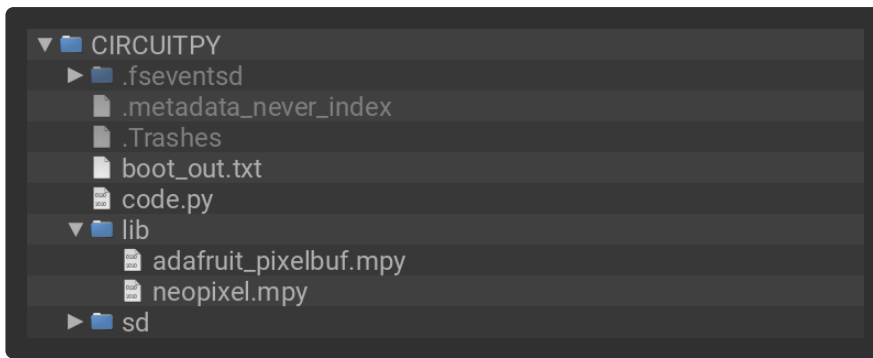 CIRCUITPY
.fseventsd
.metadata_never_index
.Trashes
boot_out.txt
code.py
lib
adafruit_pixelbuf.mpy
neopixel.mpy
sd